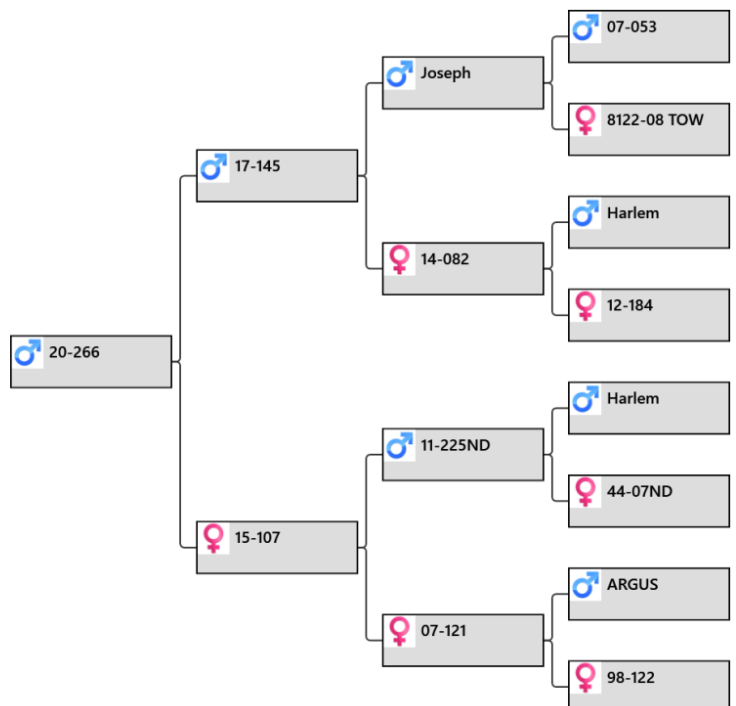 07-053
Joseph
8122-08 TOW
17-145
Harlem
14-082
12-184
20-266
Harlem
11-225ND
44-07ND
15-107
ARGUS
07-121
98-122